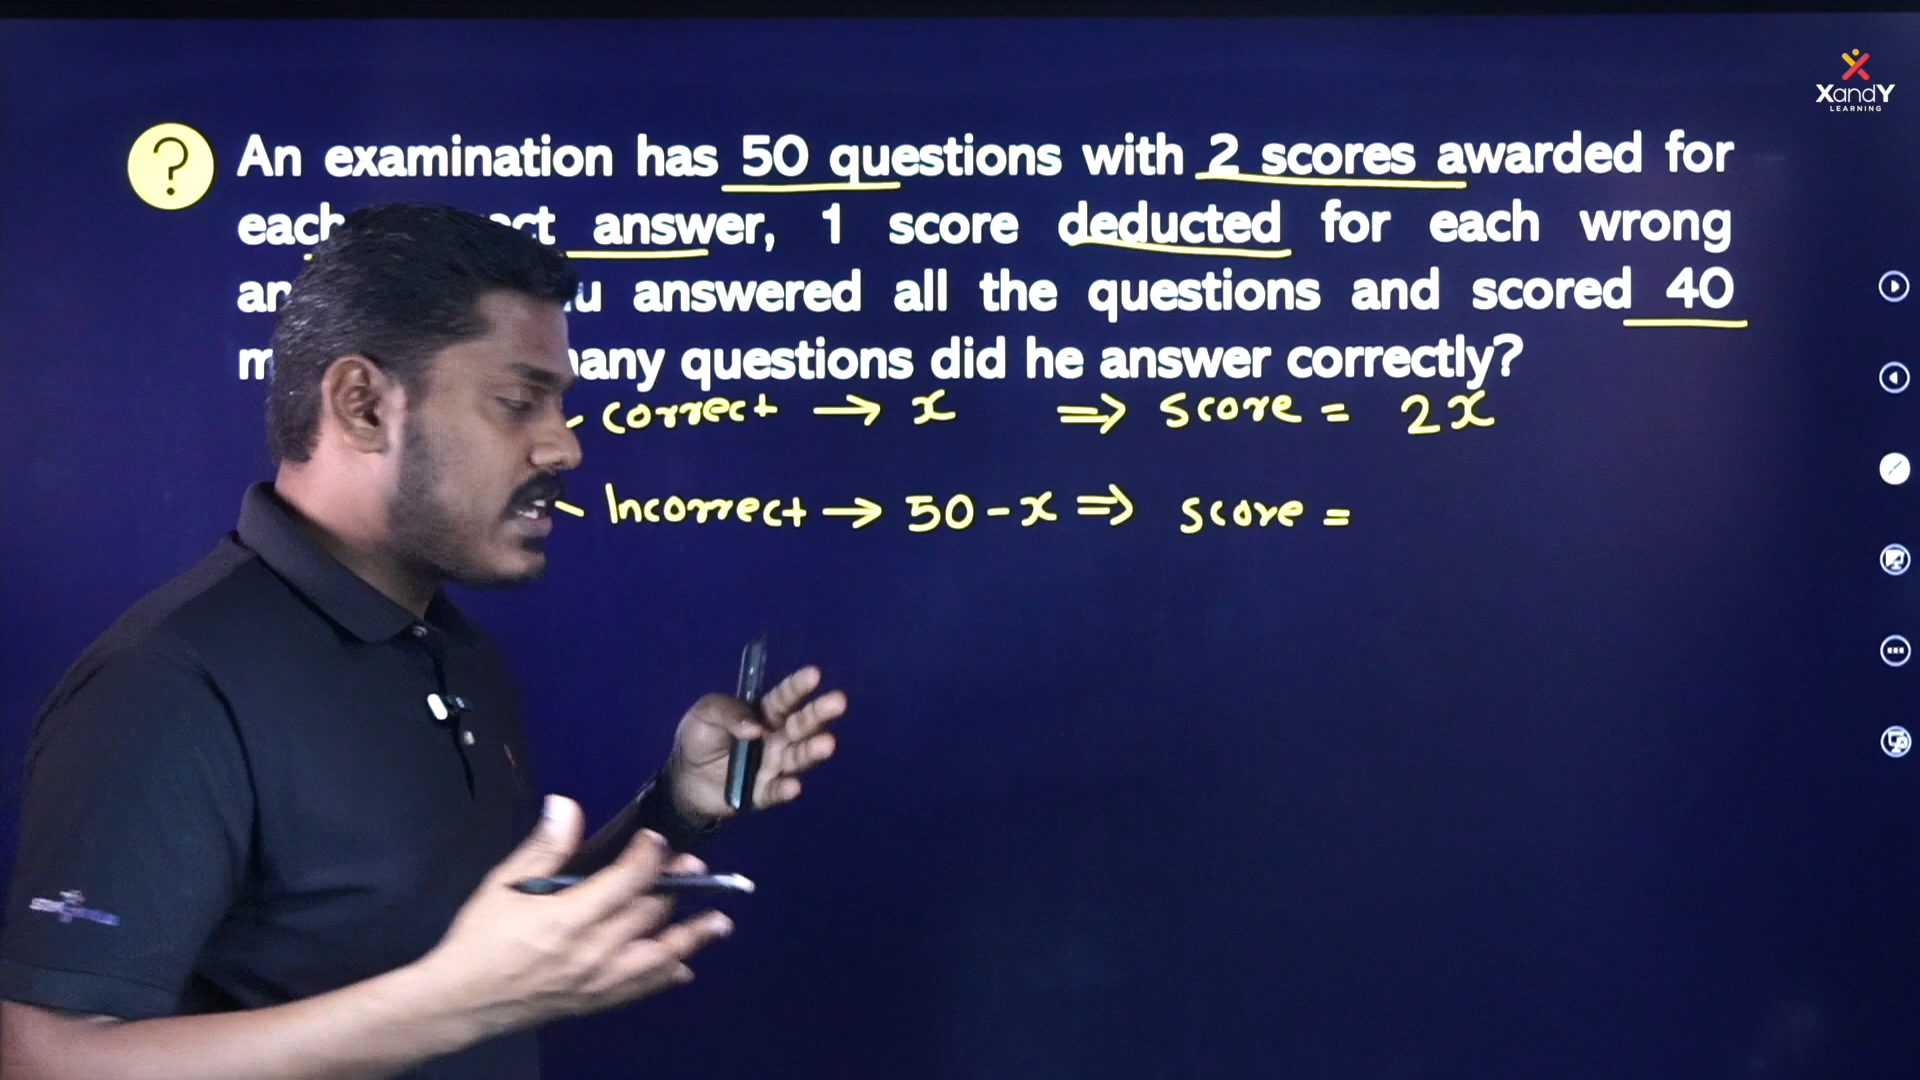 XandY
LEARNING
? An examination has 50 questions with 2 scores awarded for
each answer, 1 score deducted for each wrong
answered all the questions and scored 40
questions did he answer correctly?
correct → x ⇒ score = 2x
Incorrect → 50 - x ⇒ score =